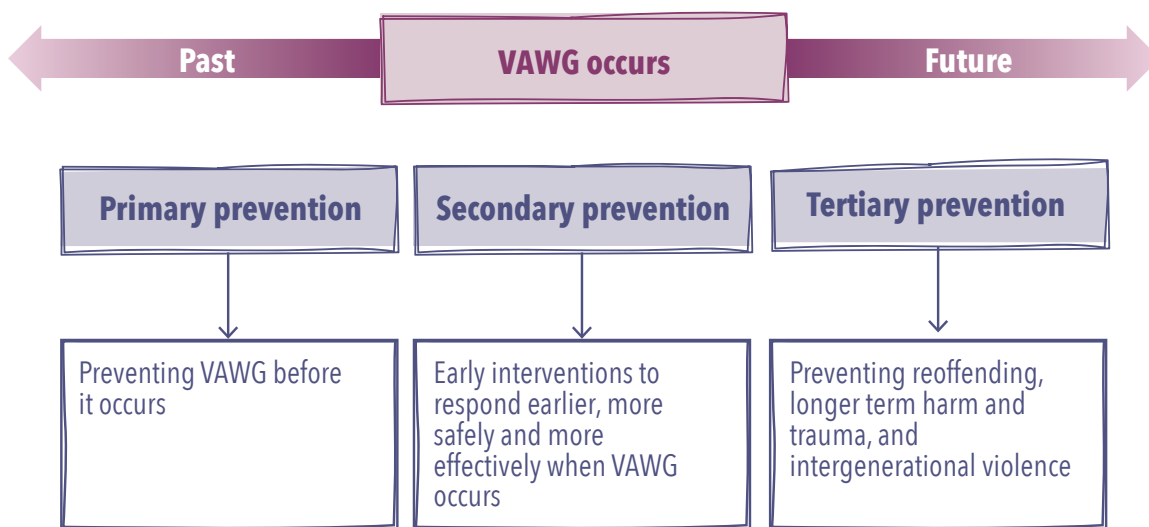 Past
VAWG occurs
Future
Primary prevention
Secondary prevention
Tertiary prevention
Preventing VAWG before
it occurs
Early interventions to
respond earlier, more
safely and more
effectively when VAWG
occurs
Preventing reoffending,
longer term harm and
trauma, and
intergenerational violence